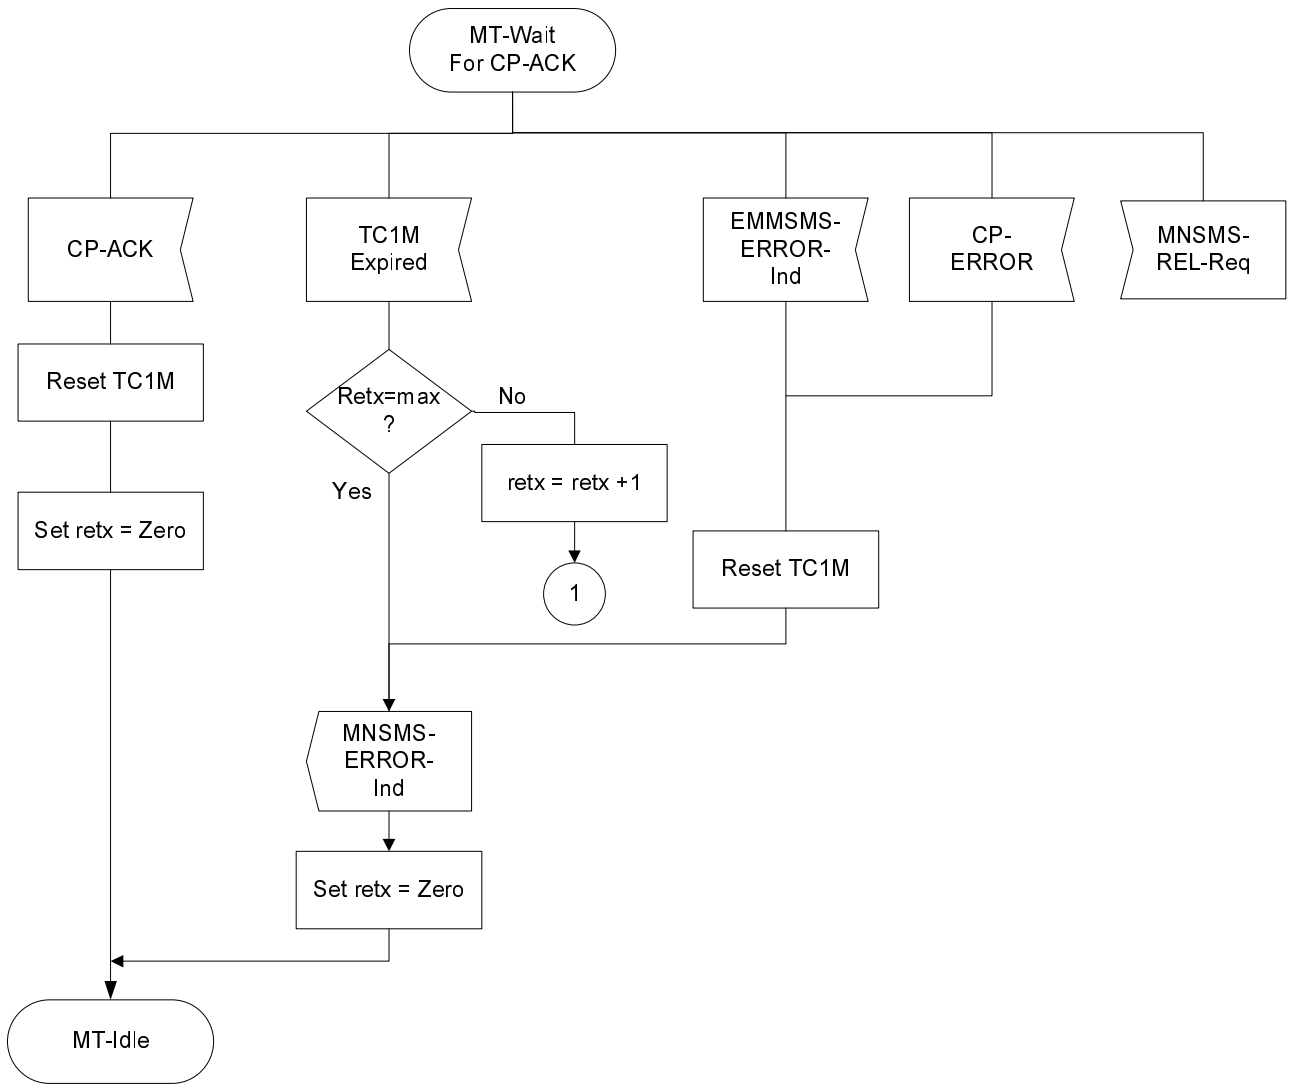 MT-Wait
For CP-ACK
CP-ACK
TC1M
Expired
EMMSMS-
ERROR-
Ind
CP-
ERROR
MNSMS-
REL-Req
Reset TC1M
Retx=max
?
No
Yes
retx = retx +1
Set retx = Zero
Reset TC1M
1
MNSMS-
ERROR-
Ind
Set retx = Zero
MT-Idle